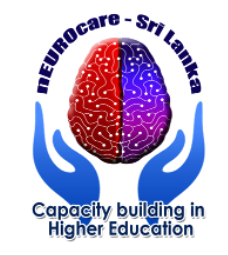 nEUROcare - Sri Lanka
Capacity building in
Higher Education